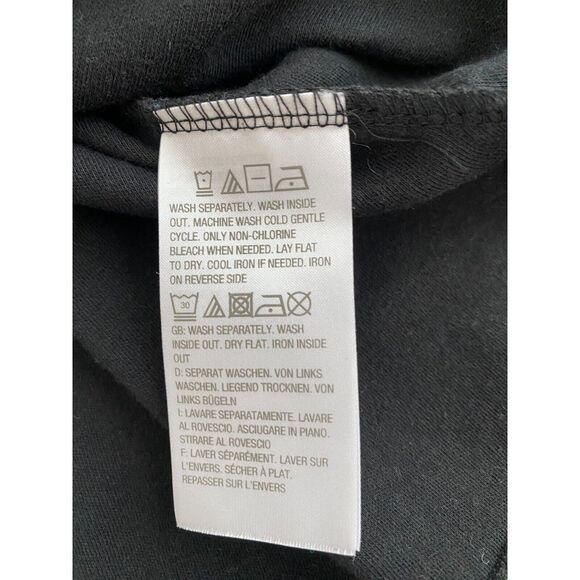 WASH SEPARATELY. WASH INSIDE
OUT. MACHINE WASH COLD GENTLE
CYCLE. ONLY NON-CHLORINE
BLEACH WHEN NEEDED. LAY FLAT
TO DRY. COOL IRON IF NEEDED. IRON
ON REVERSE SIDE
30
GB: WASH SEPARATELY. WASH
INSIDE OUT. DRY FLAT. IRON INSIDE
OUT
D: SEPARAT WASCHEN. VON LINKS
WASCHEN. LIEGEND TROCKNEN. VON
LINKS BÜGELN
I: LAVARE SEPARATAMENTE. LAVARE
AL ROVESCIO. ASCIUGARE IN PIANO.
STIRARE AL ROVESCIO
F: LAVER SÉPARÉMENT. LAVER SUR
L'ENVERS. SÉCHER À PLAT.
REPASSER SUR L'ENVERS